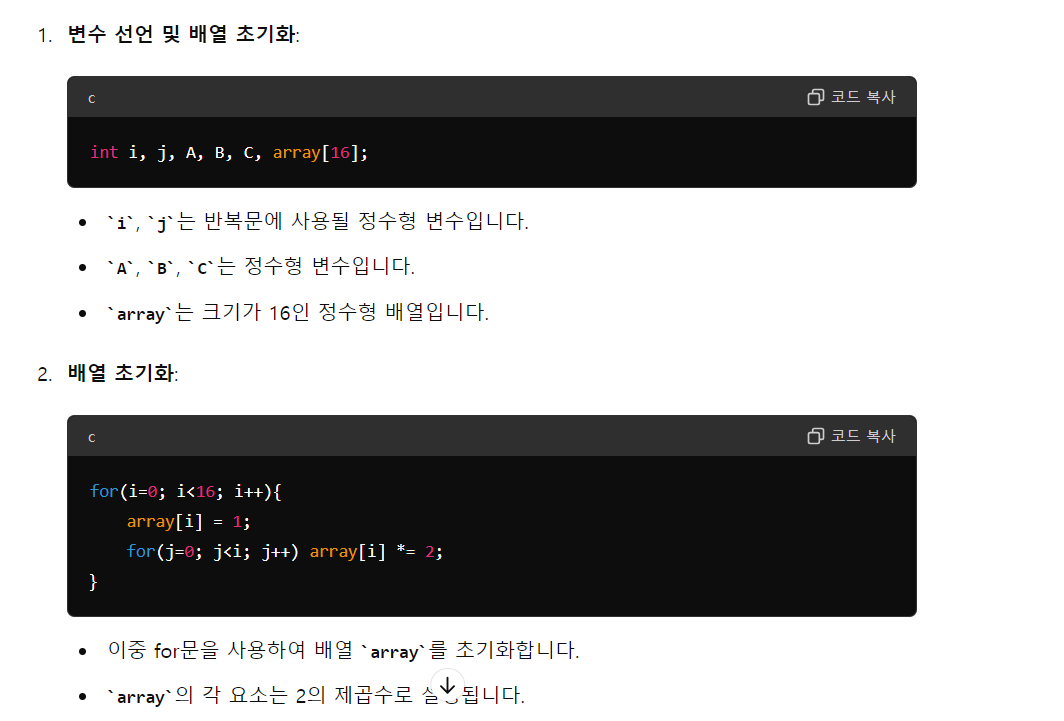 1. 변수 선언 및 배열 초기화:
c 코드 복사
int i, j, A, B, C, array[16];
• `i`, `j`는 반복문에 사용될 정수형 변수입니다.
• `A`, `B`, `C`는 정수형 변수입니다.
• `array`는 크기가 16인 정수형 배열입니다.
2. 배열 초기화:
c 코드 복사
for(i=0; i<16; i++){
    array[i] = 1;
    for(j=0; j<i; j++) array[i] *= 2;
}
• 이중 for문을 사용하여 배열 `array`를 초기화합니다.
• `array`의 각 요소는 2의 제곱수로